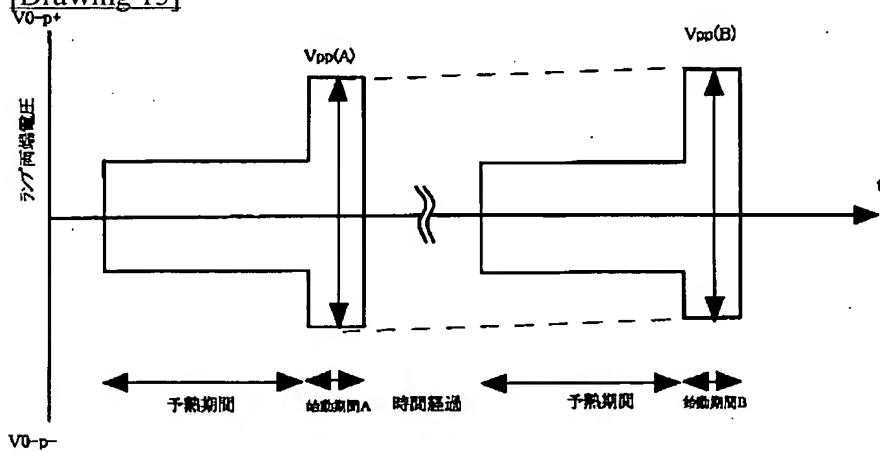 [Drawing 15]
V0-p+
Vpp(A)
Vpp(B)
ランプ両端電圧
t
予熱期間
始動期間A
時間経過
予熱期間
始動期間B
V0-p-